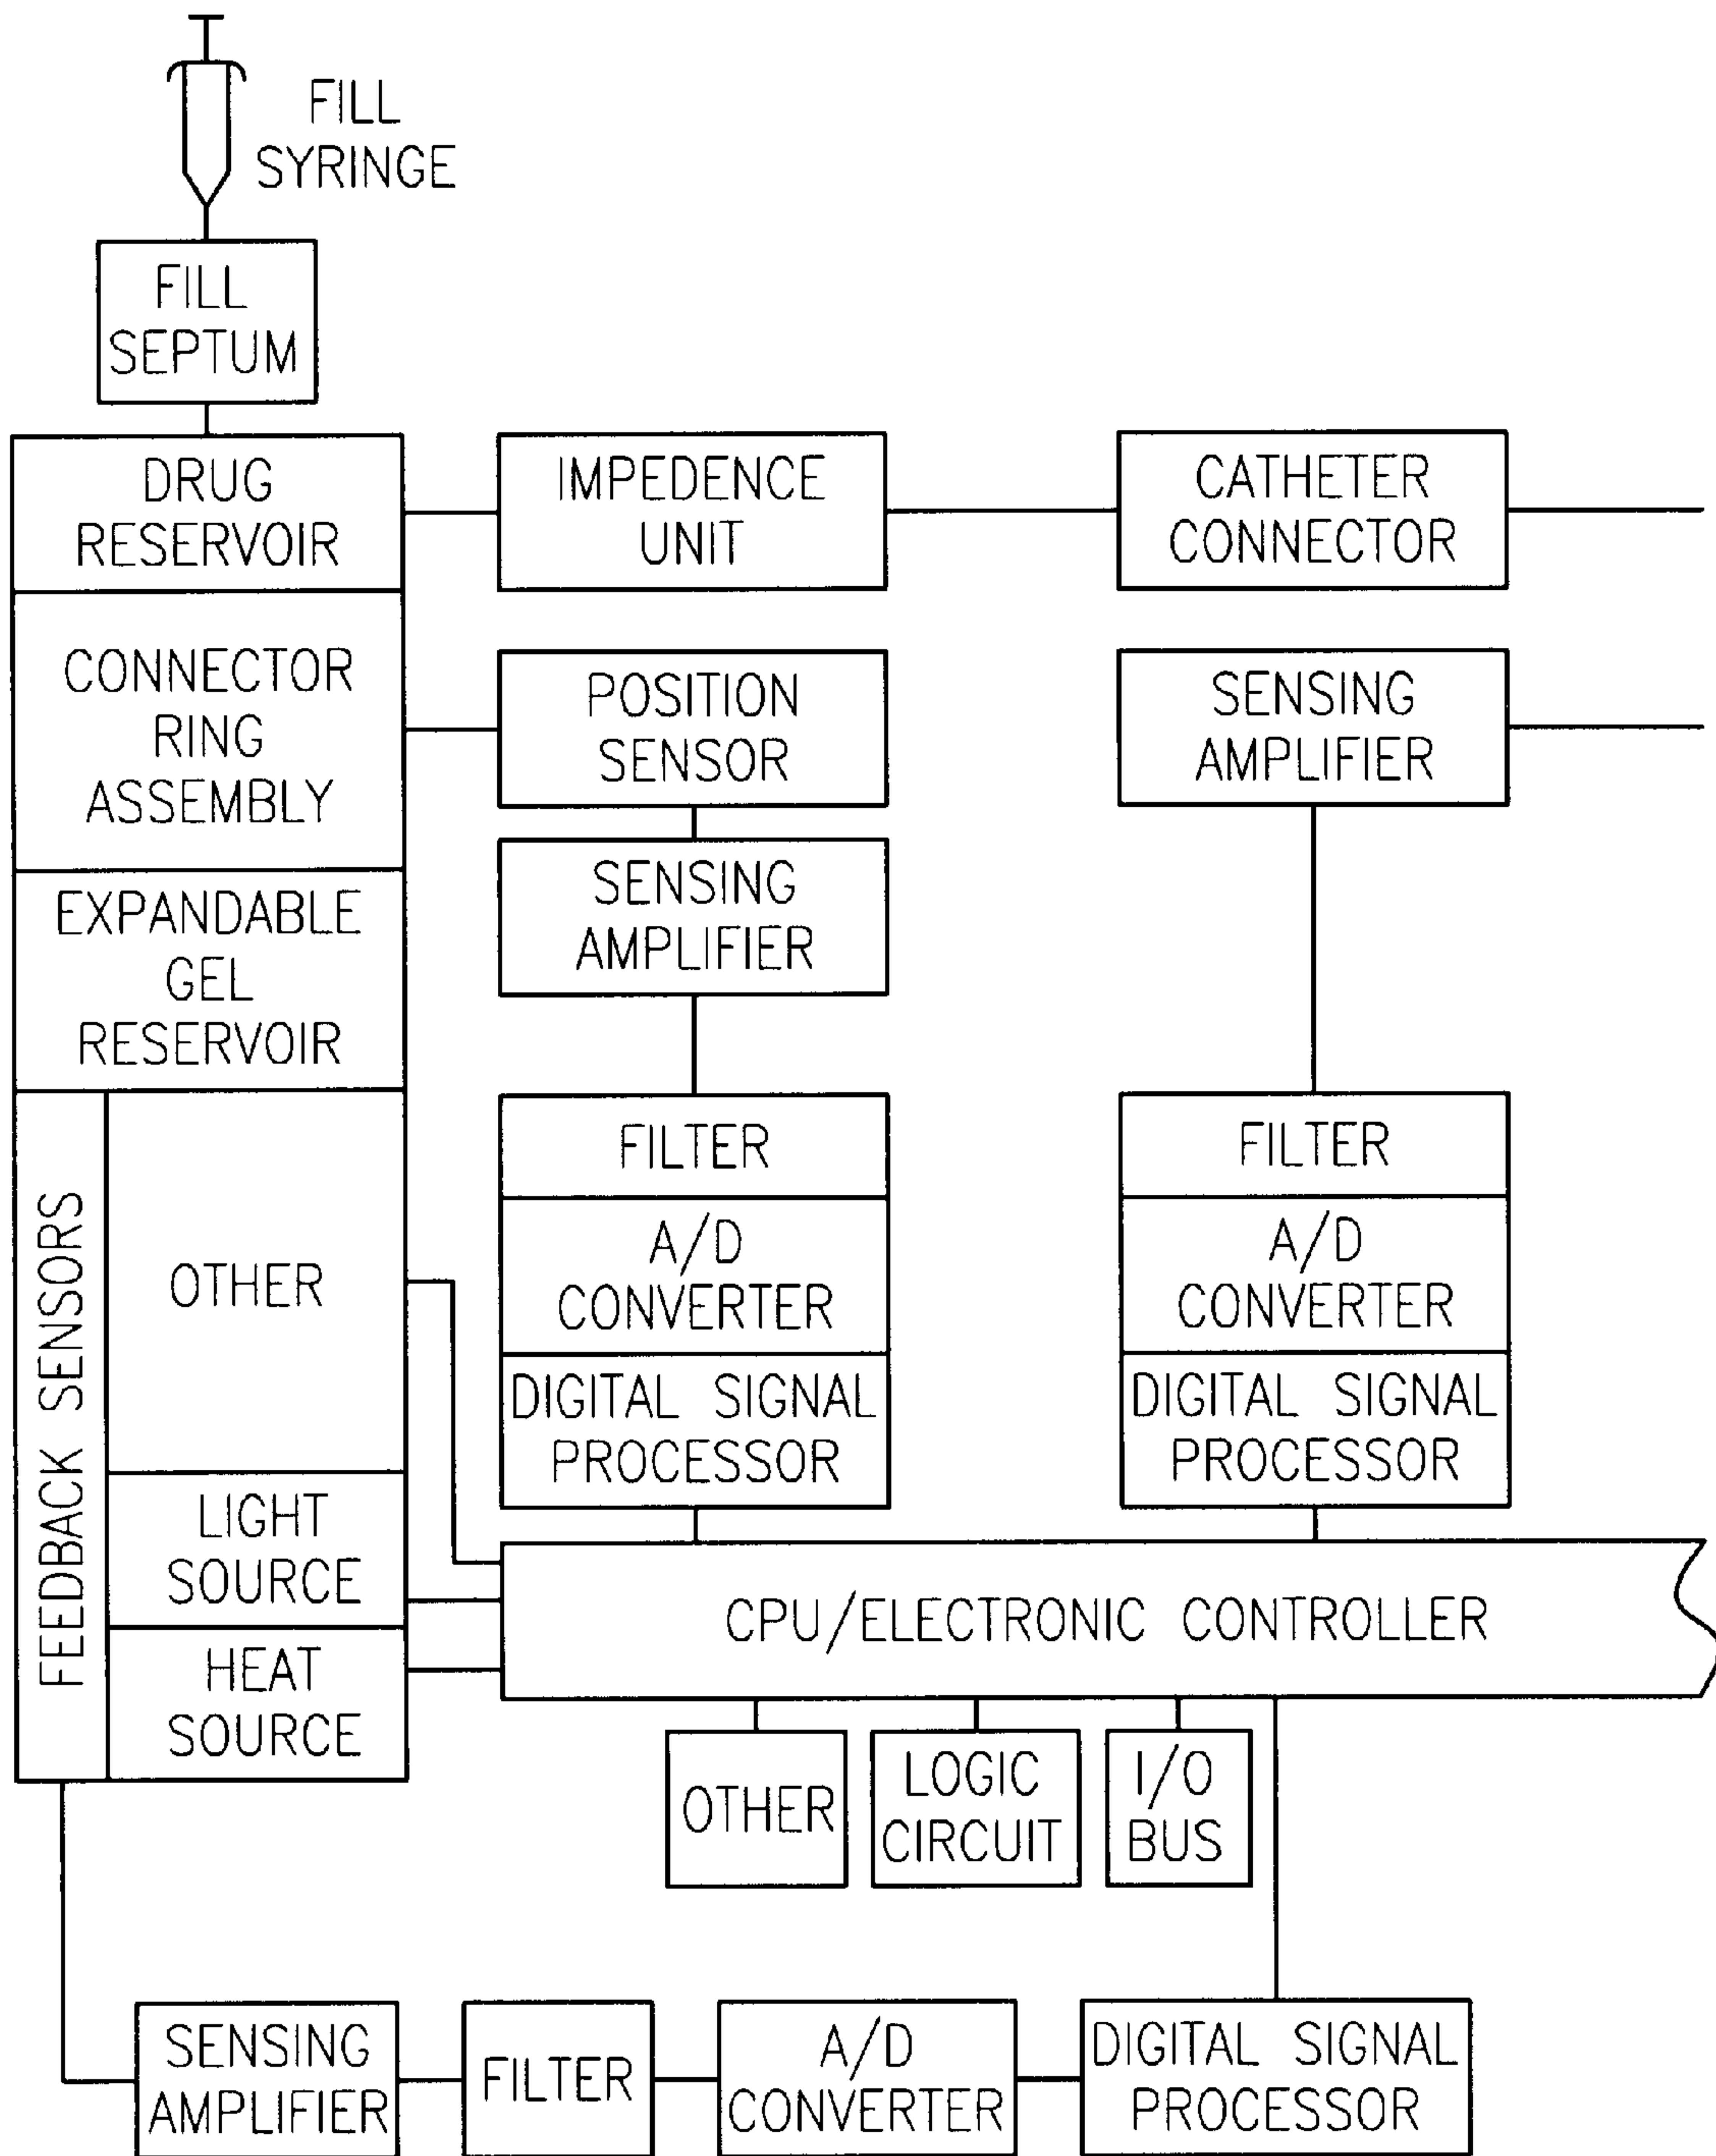 FILL
SYRINGE
FILL
SEPTUM
DRUG
RESERVOIR
IMPEDENCE
UNIT
CATHETER
CONNECTOR
CONNECTOR
RING
ASSEMBLY
POSITION
SENSOR
SENSING
AMPLIFIER
SENSING
AMPLIFIER
EXPANDABLE
GEL
RESERVOIR
FEEDBACK SENSORS
OTHER
LIGHT
SOURCE
HEAT
SOURCE
FILTER
A/D
CONVERTER
DIGITAL SIGNAL
PROCESSOR
FILTER
A/D
CONVERTER
DIGITAL SIGNAL
PROCESSOR
CPU/ELECTRONIC CONTROLLER
OTHER
LOGIC
CIRCUIT
I/O
BUS
SENSING
AMPLIFIER
FILTER
A/D
CONVERTER
DIGITAL SIGNAL
PROCESSOR